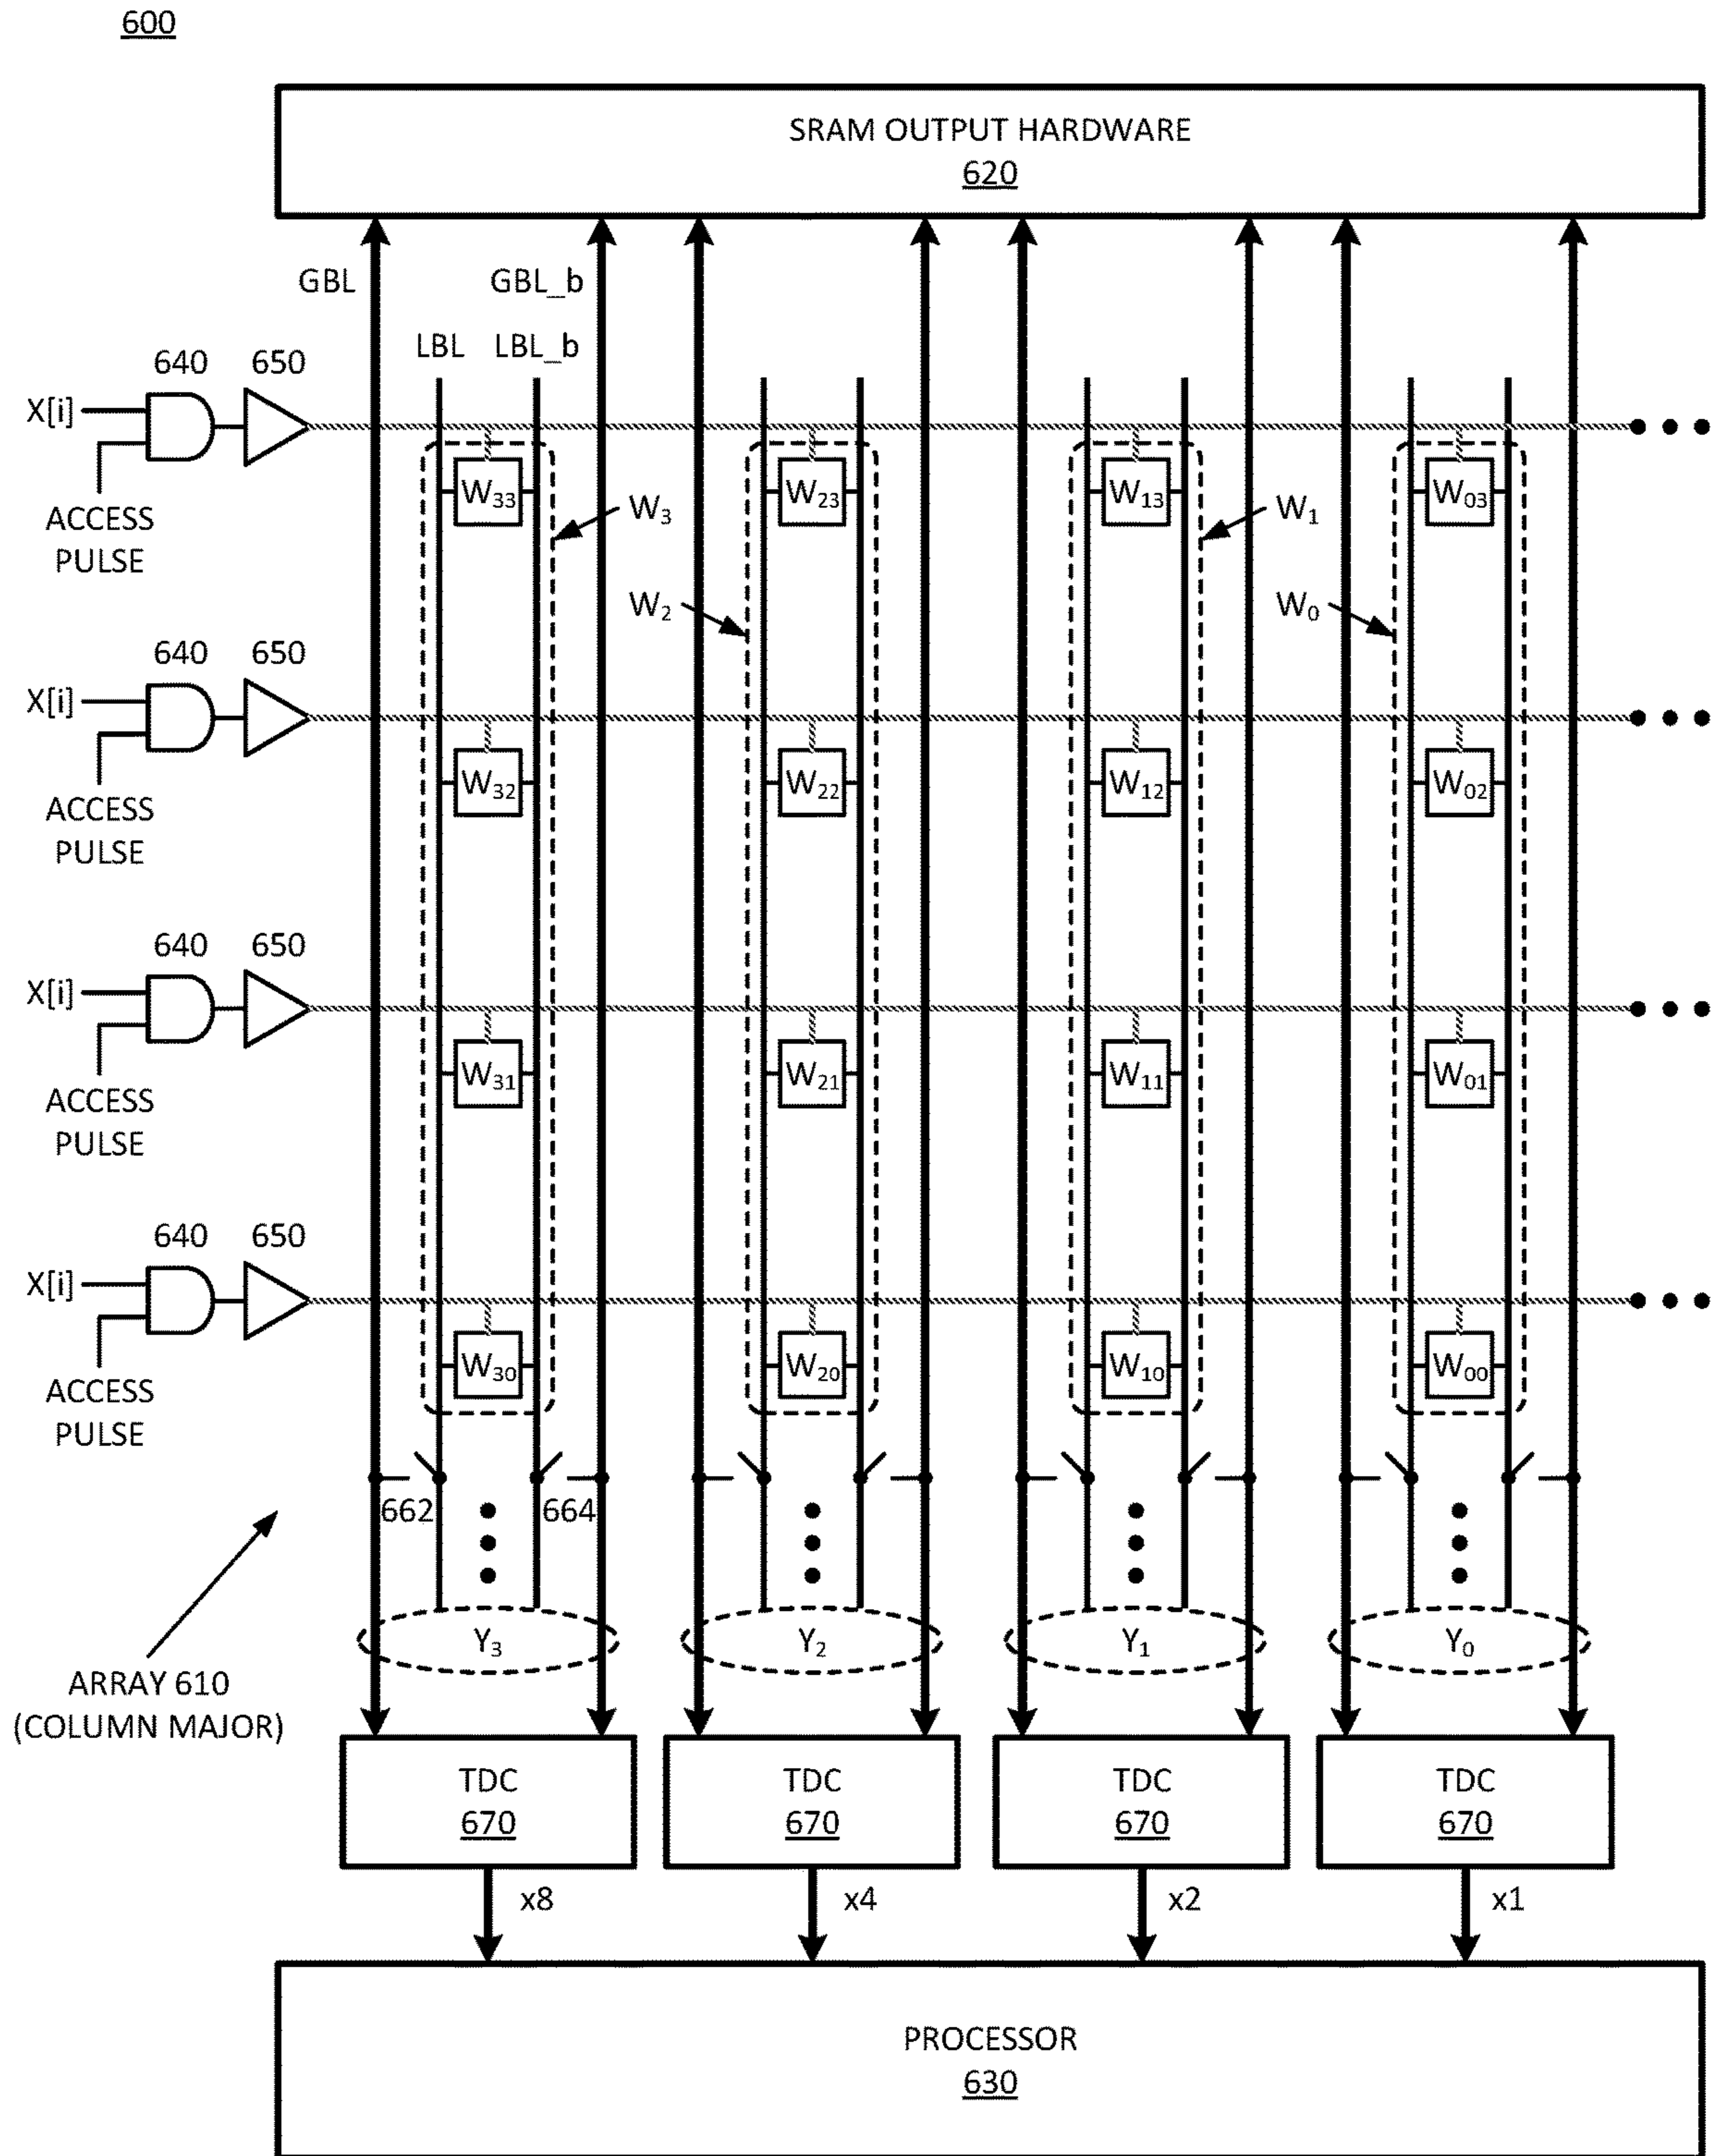 600
SRAM OUTPUT HARDWARE
620
GBL
GBL_b
LBL
LBL_b
640
650
X[i]
ACCESS
PULSE
W33
W23
W13
W03
W3
W1
W2
W0
640
650
X[i]
ACCESS
PULSE
W32
W22
W12
W02
640
650
X[i]
ACCESS
PULSE
W31
W21
W11
W01
640
650
X[i]
ACCESS
PULSE
W30
W20
W10
W00
662
664
ARRAY 610
(COLUMN MAJOR)
Y3
Y2
Y1
Y0
TDC
670
TDC
670
TDC
670
TDC
670
x8
x4
x2
x1
PROCESSOR
630